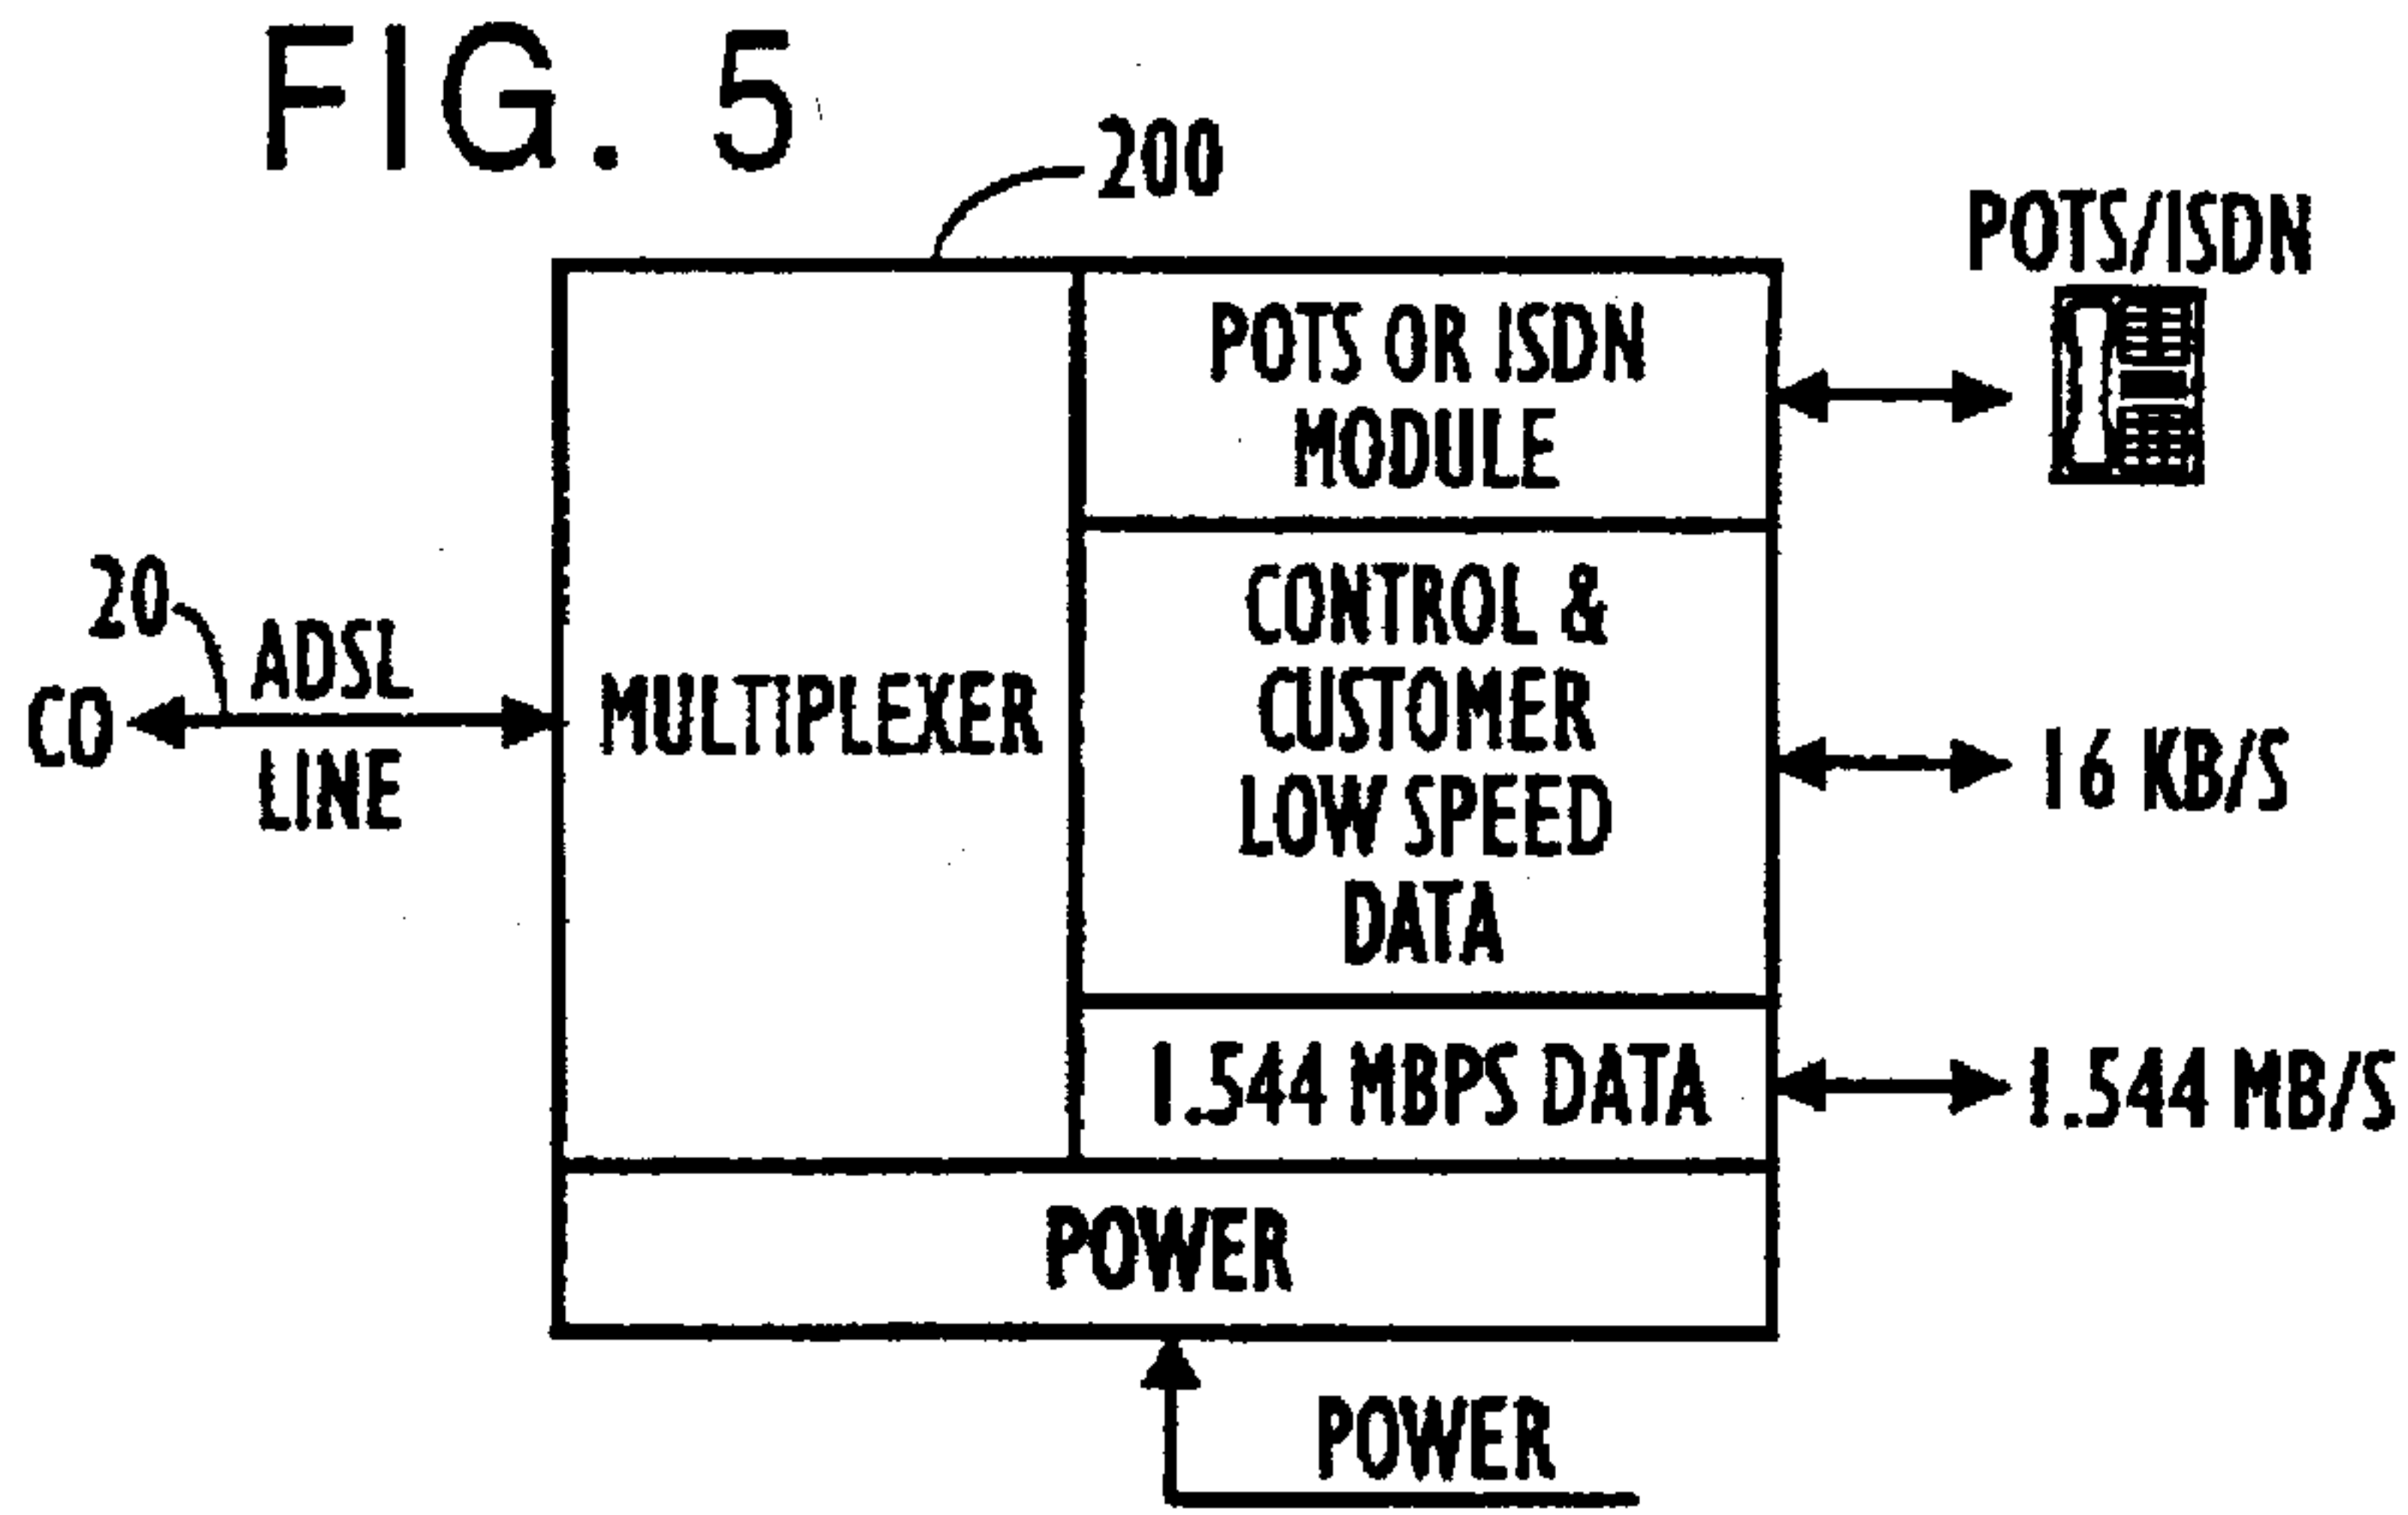 FIG. 5
200
POTS/ISDN
POTS OR ISDN
MODULE
20
ADSL
LINE
CO
MULTIPLEXER
CONTROL &
CUSTOMER
LOW SPEED
DATA
16 KB/S
1.544 MBPS DATA
1.544 MB/S
POWER
POWER